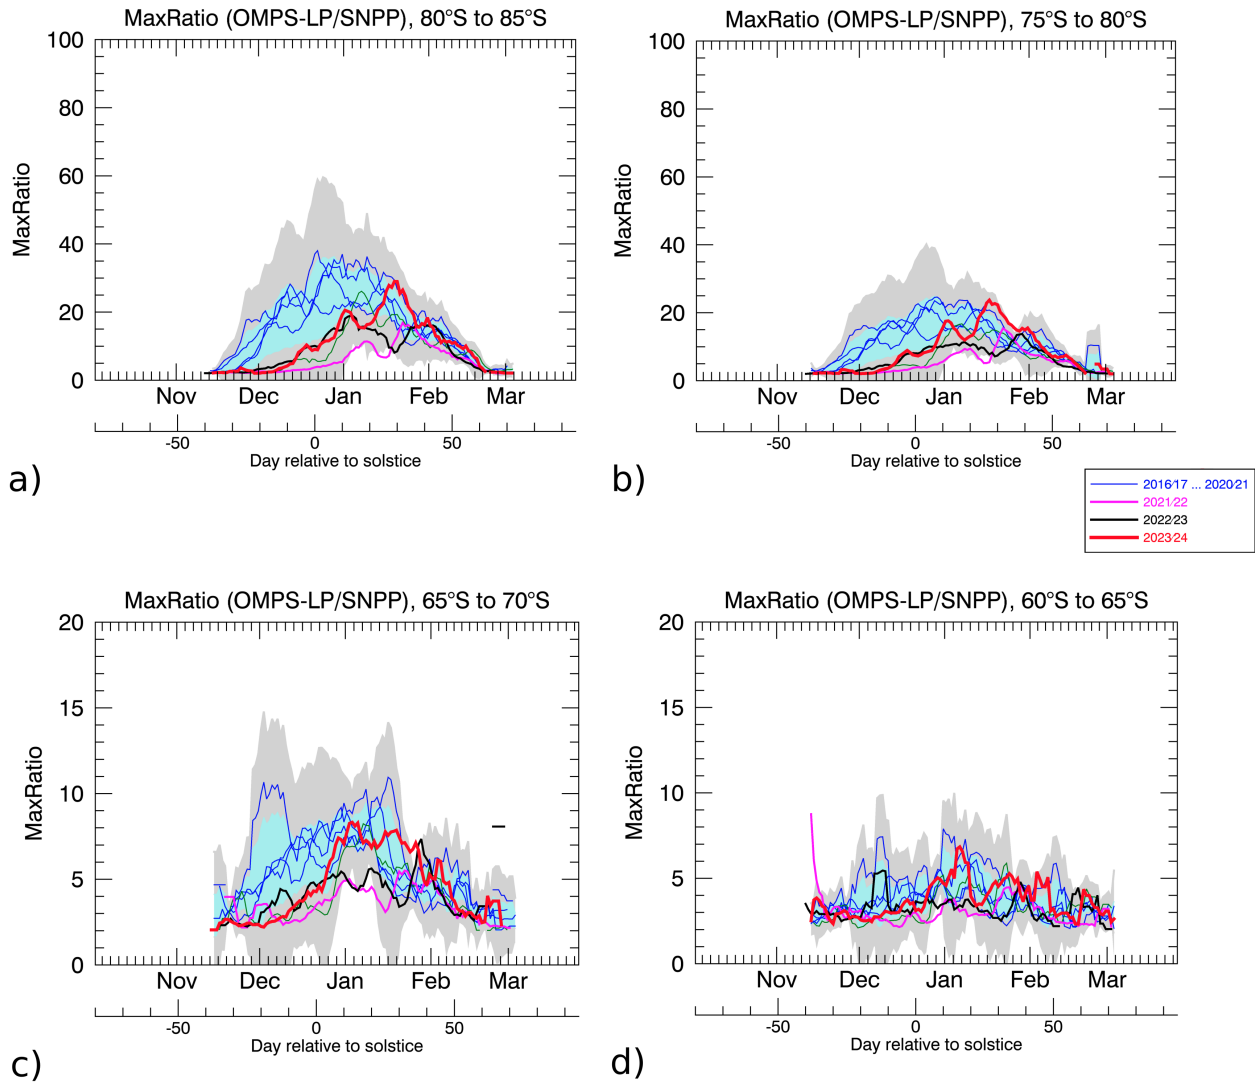 MaxRatio (OMPS-LP/SNPP), 80°S to 85°S
100
80
60
40
20
0
MaxRatio
Nov Dec Jan Feb Mar
-50 0 50
Day relative to solstice
a)
MaxRatio (OMPS-LP/SNPP), 75°S to 80°S
100
80
60
40
20
0
MaxRatio
Nov Dec Jan Feb Mar
-50 0 50
Day relative to solstice
b)
2016/17 ... 2020/21
2021/22
2022/23
2023/24
MaxRatio (OMPS-LP/SNPP), 65°S to 70°S
20
15
10
5
0
MaxRatio
Nov Dec Jan Feb Mar
-50 0 50
Day relative to solstice
c)
MaxRatio (OMPS-LP/SNPP), 60°S to 65°S
20
15
10
5
0
MaxRatio
Nov Dec Jan Feb Mar
-50 0 50
Day relative to solstice
d)